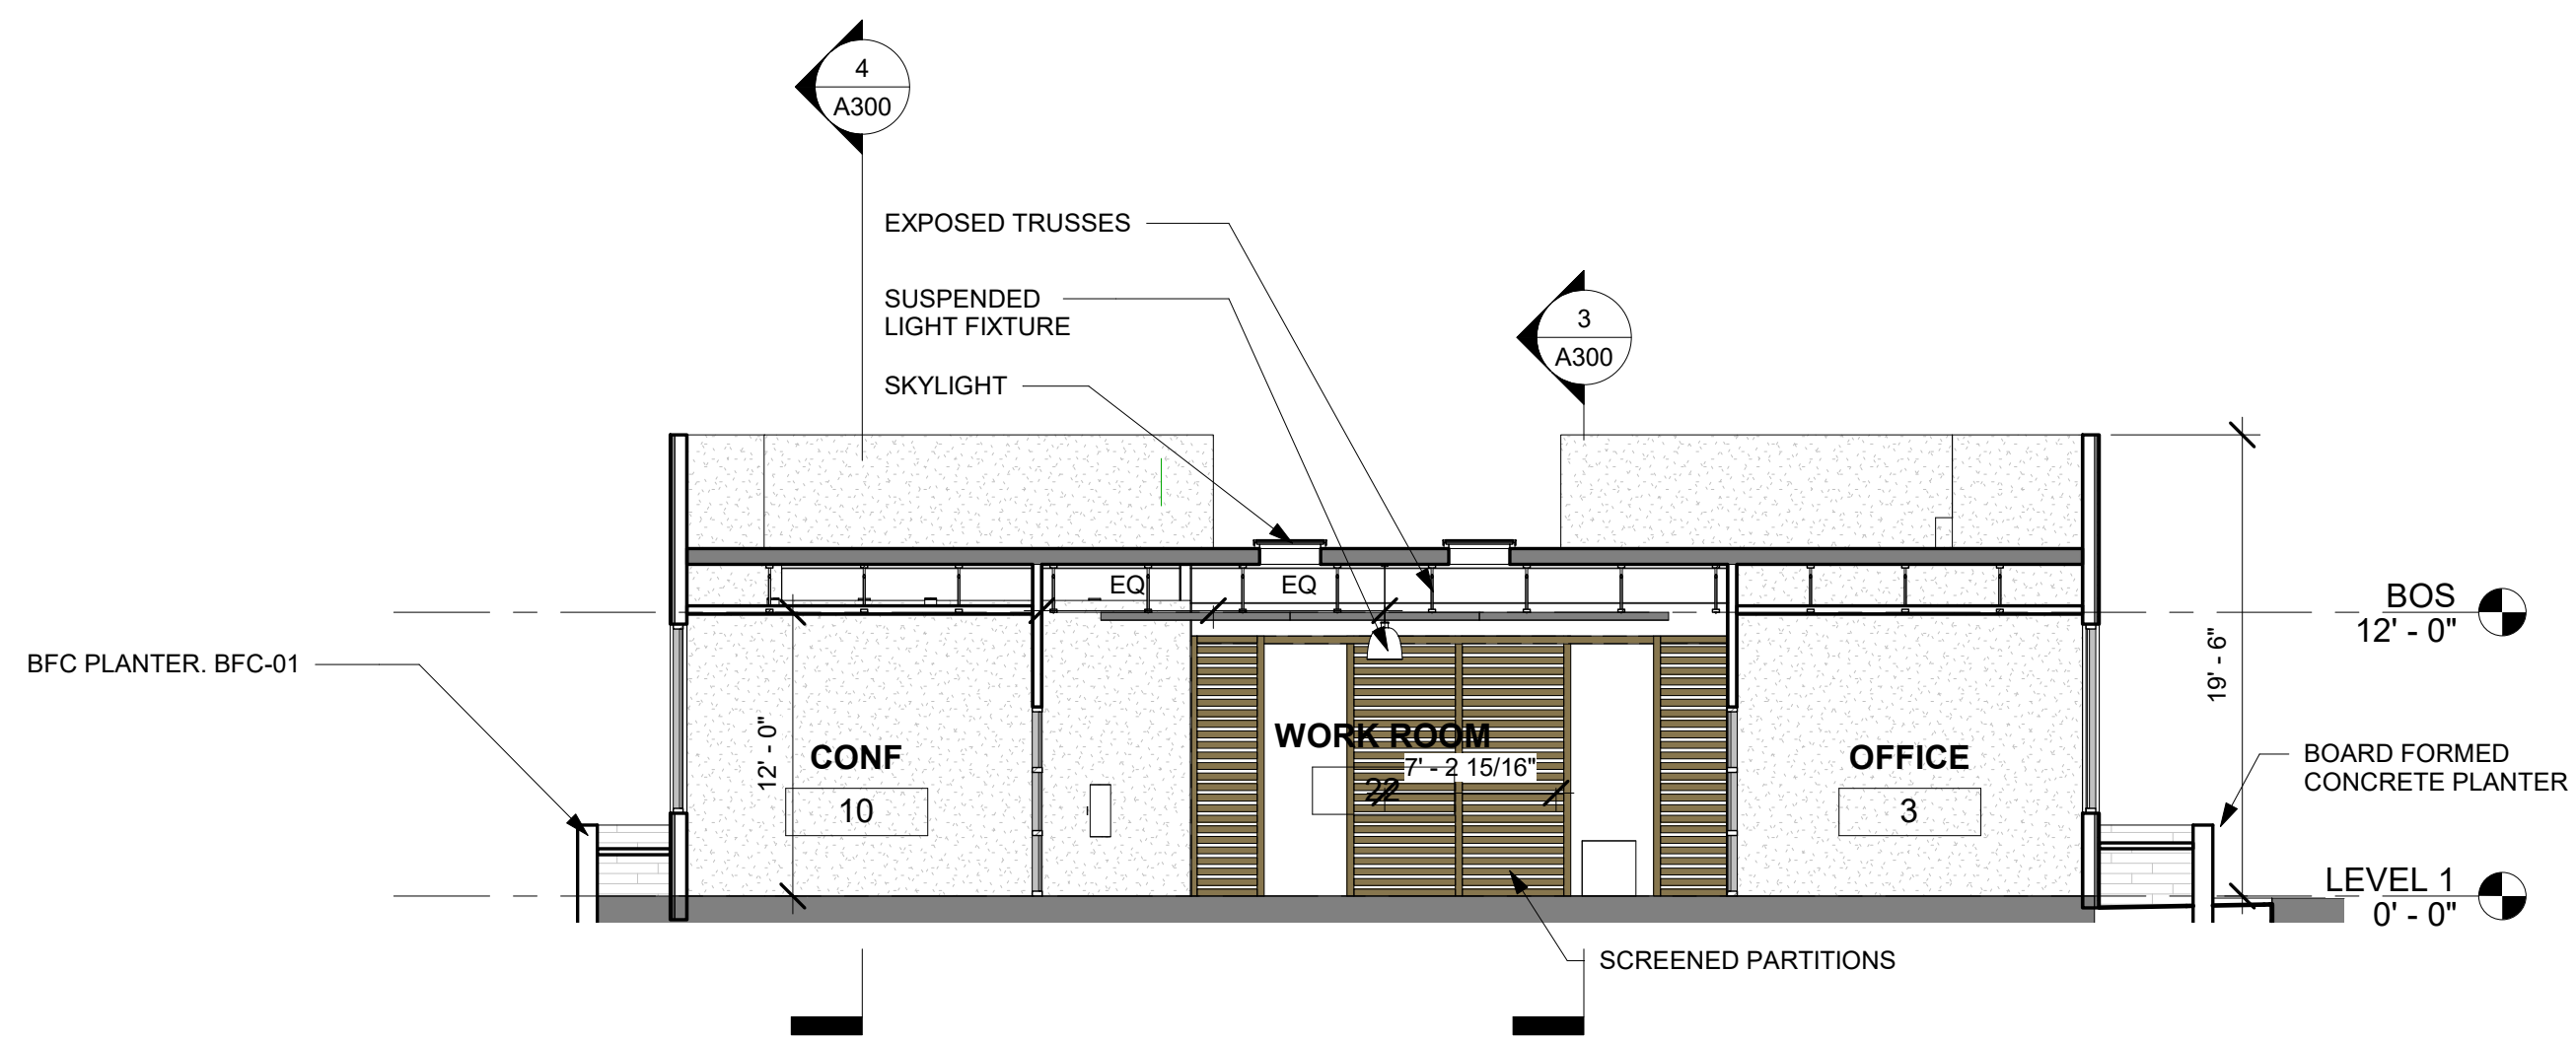 4
A300
EXPOSED TRUSSES
SUSPENDED
LIGHT FIXTURE
3
A300
SKYLIGHT
EQ
EQ
BOS
12' - 0"
19' - 6"
BFC PLANTER. BFC-01
12' - 0"
CONF
10
WORK ROOM
7' - 2 15/16"
22
OFFICE
3
BOARD FORMED
CONCRETE PLANTER
LEVEL 1
0' - 0"
SCREENED PARTITIONS